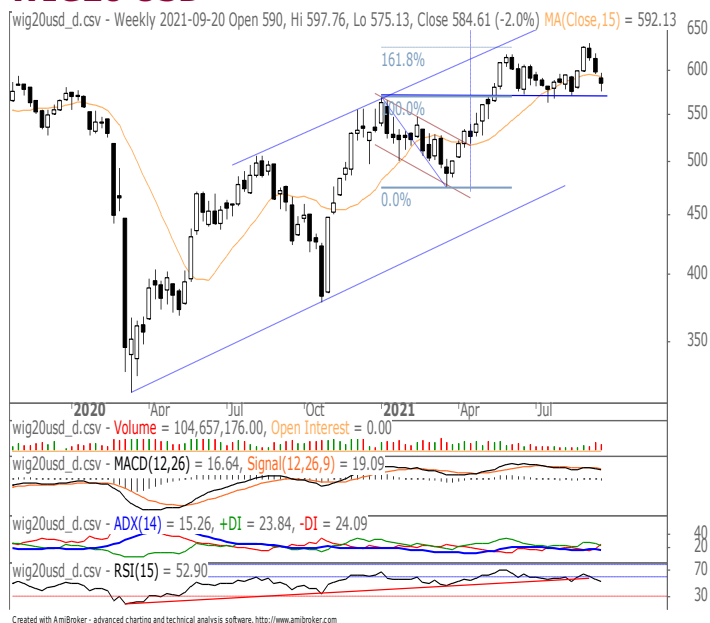 wig20usd_d.csv - Weekly 2021-09-20 Open 590, Hi 597.76, Lo 575.13, Close 584.61 (-2.0%) MA(Close,15) = 592.13
650
161.8%
600
100.0%
550
500
0.0%
450
400
350
2020 Apr Jul Oct 2021 Apr Jul
wig20usd_d.csv - Volume = 104,657,176.00, Open Interest = 0.00
wig20usd_d.csv - MACD(12,26) = 16.64, Signal(12,26,9) = 19.09
wig20usd_d.csv - ADX(14) = 15.26, +DI = 23.84, -DI = 24.09
40
20
wig20usd_d.csv - RSI(15) = 52.90
70
30
Created with AmiBroker - advanced charting and technical analysis software. http://www.amibroker.com